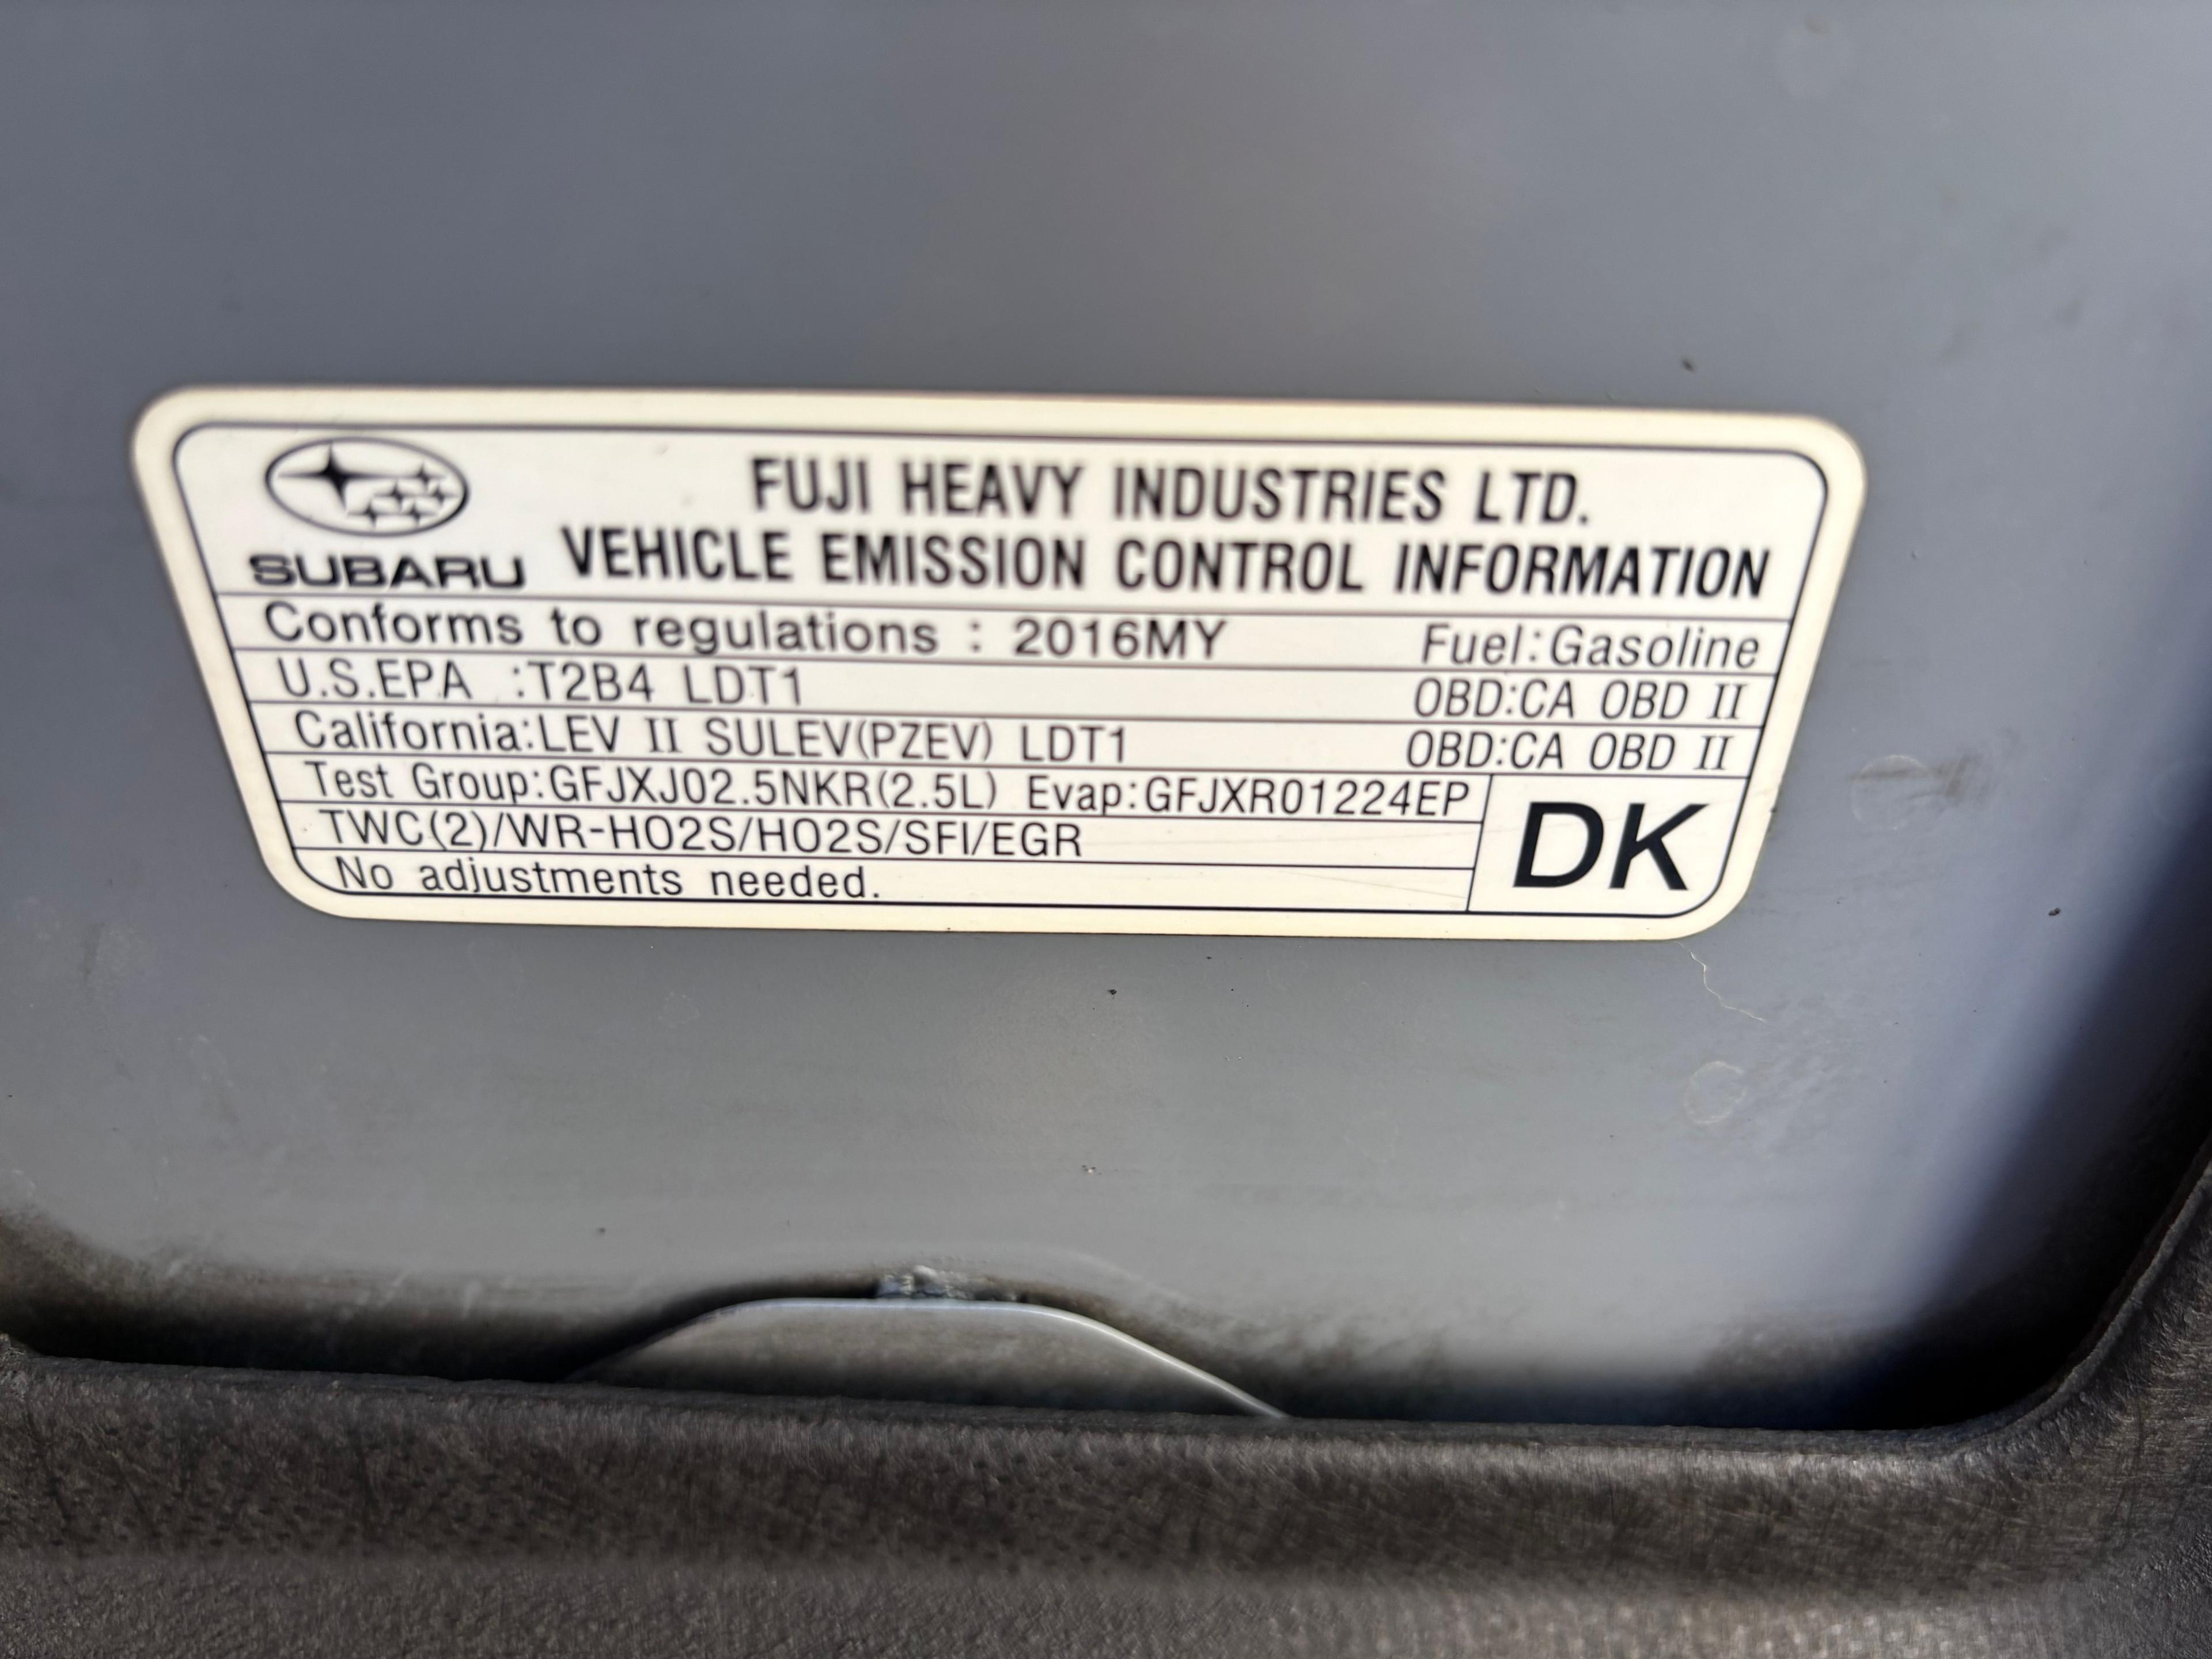 FUJI HEAVY INDUSTRIES LTD.
SUBARU VEHICLE EMISSION CONTROL INFORMATION
Conforms to regulations : 2016MY Fuel:Gasoline
U.S.EPA :T2B4 LDT1 OBD:CA OBD II
California:LEV II SULEV(PZEV) LDT1 OBD:CA OBD II
Test Group:GFJXJ02.5NKR(2.5L) Evap:GFJXR01224EP
TWC(2)/WR-HO2S/HO2S/SFI/EGR
DK
No adjustments needed.